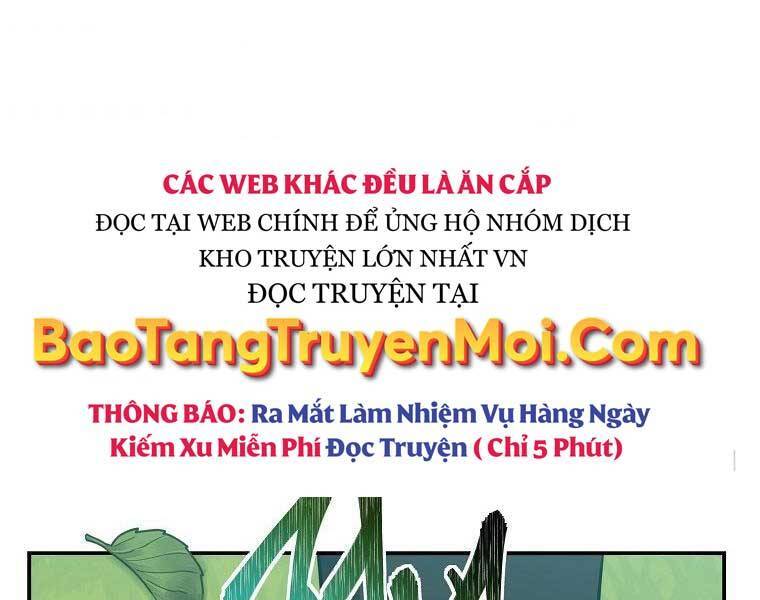 CÁC WEB KHÁC ĐỀU LÀ ĂN CẮP
ĐỌC TẠI WEB CHÍNH ĐỂ ỦNG HỘ NHÓM DỊCH
KHO TRUYỆN LỚN NHẤT VN
ĐỌC TRUYỆN TẠI
BaoTangTruyenMoi.Com
THÔNG BÁO: Ra Mắt Làm Nhiệm Vụ Hàng Ngày
Kiếm Xu Miễn Phí Đọc Truyện ( Chỉ 5 Phút)